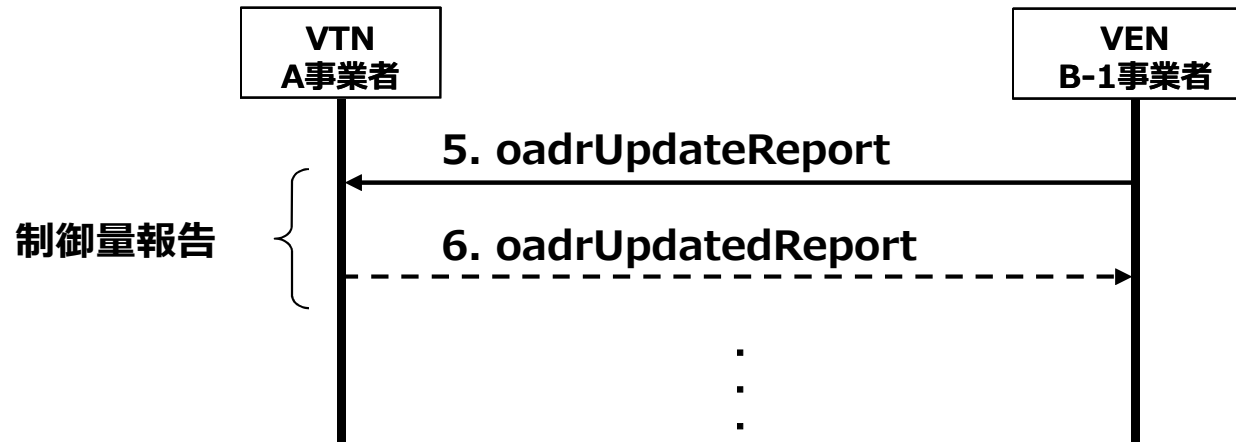 VTN
A事業者
VEN
B-1事業者
5. oadrUpdateReport
制御量報告
6. oadrUpdatedReport
.
.
.